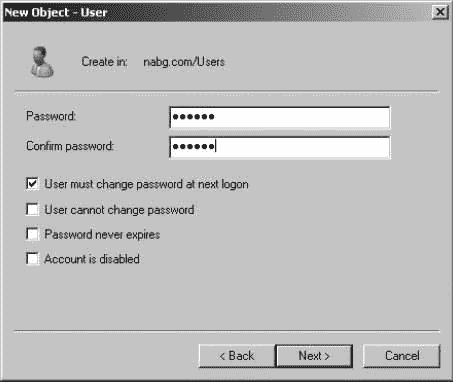 New Object - User
Create in: nabg.com/Users
Password: ••••••
Confirm password: ••••••
User must change password at next logon
User cannot change password
Password never expires
Account is disabled
< Back Next > Cancel